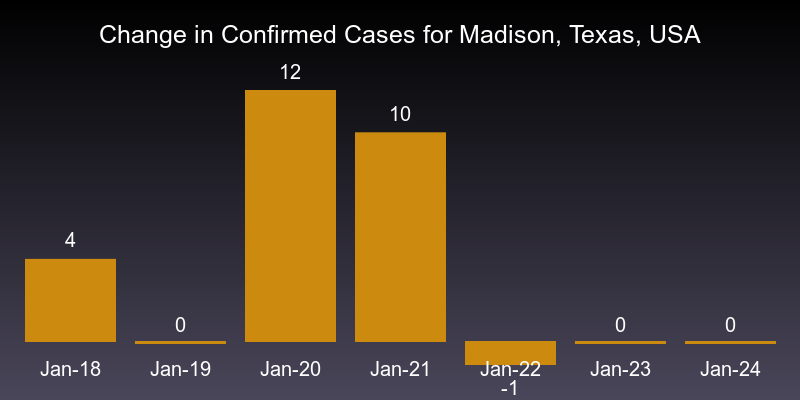 Change in Confirmed Cases for Madison, Texas, USA
12
10
4
0
0
0
Jan-18
Jan-19
Jan-20
Jan-21
Jan-22
Jan-23
Jan-24
-1